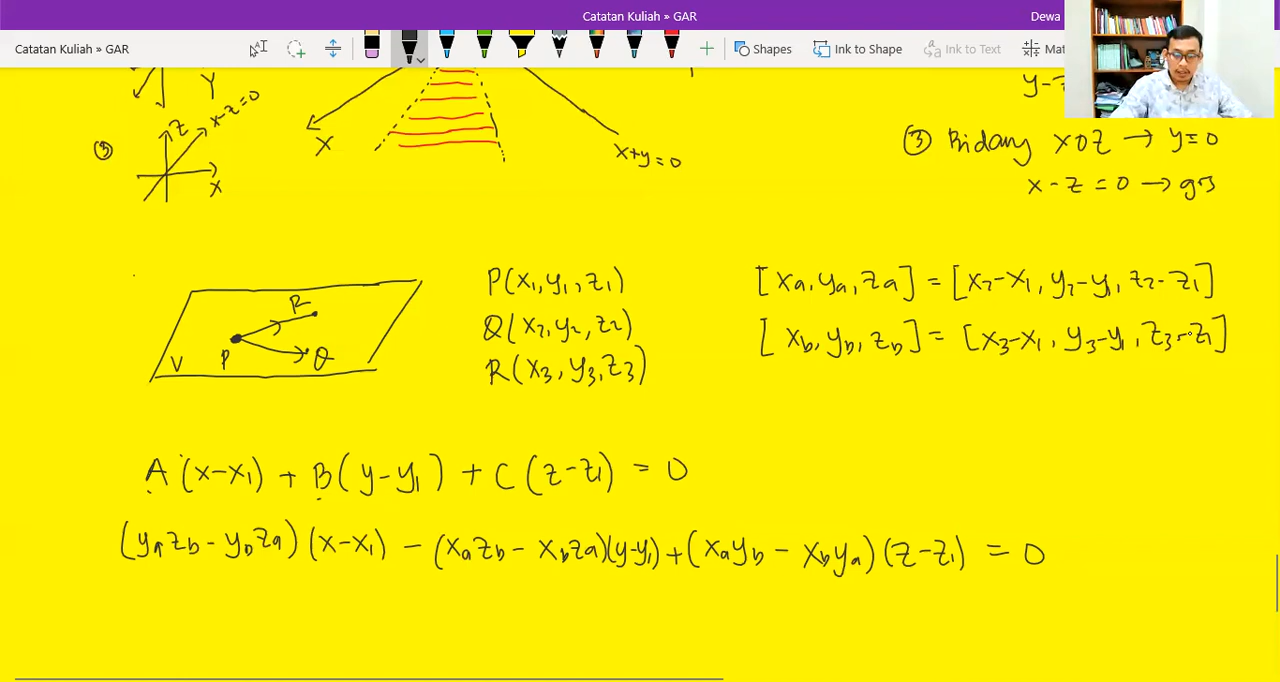 Catatan Kuliah » GAR
Dewa
Catatan Kuliah » GAR
Shapes
Ink to Shape
Ink to Text
Mat
Y
③
Z
x-z=0
X
X
x+y=0
y-z
③ Bidang XOZ → y=0
x-z=0 → grs
R
P
Q
V
P(x₁,y₁,z₁)
Q(x₂,y₂,z₂)
R(x₃,y₃,z₃)
[xa,ya,za] = [x₂-x₁, y₂-y₁, z₂-z₁]
[xb,yb,zb] = [x₃-x₁, y₃-y₁, z₃-z₁]
A(x-x₁) + B(y-y₁) + C(z-z₁) = 0
(yazb - ybza)(x-x₁) - (xazb - xbza)(y-y₁) + (xayb - xbya)(z-z₁) = 0